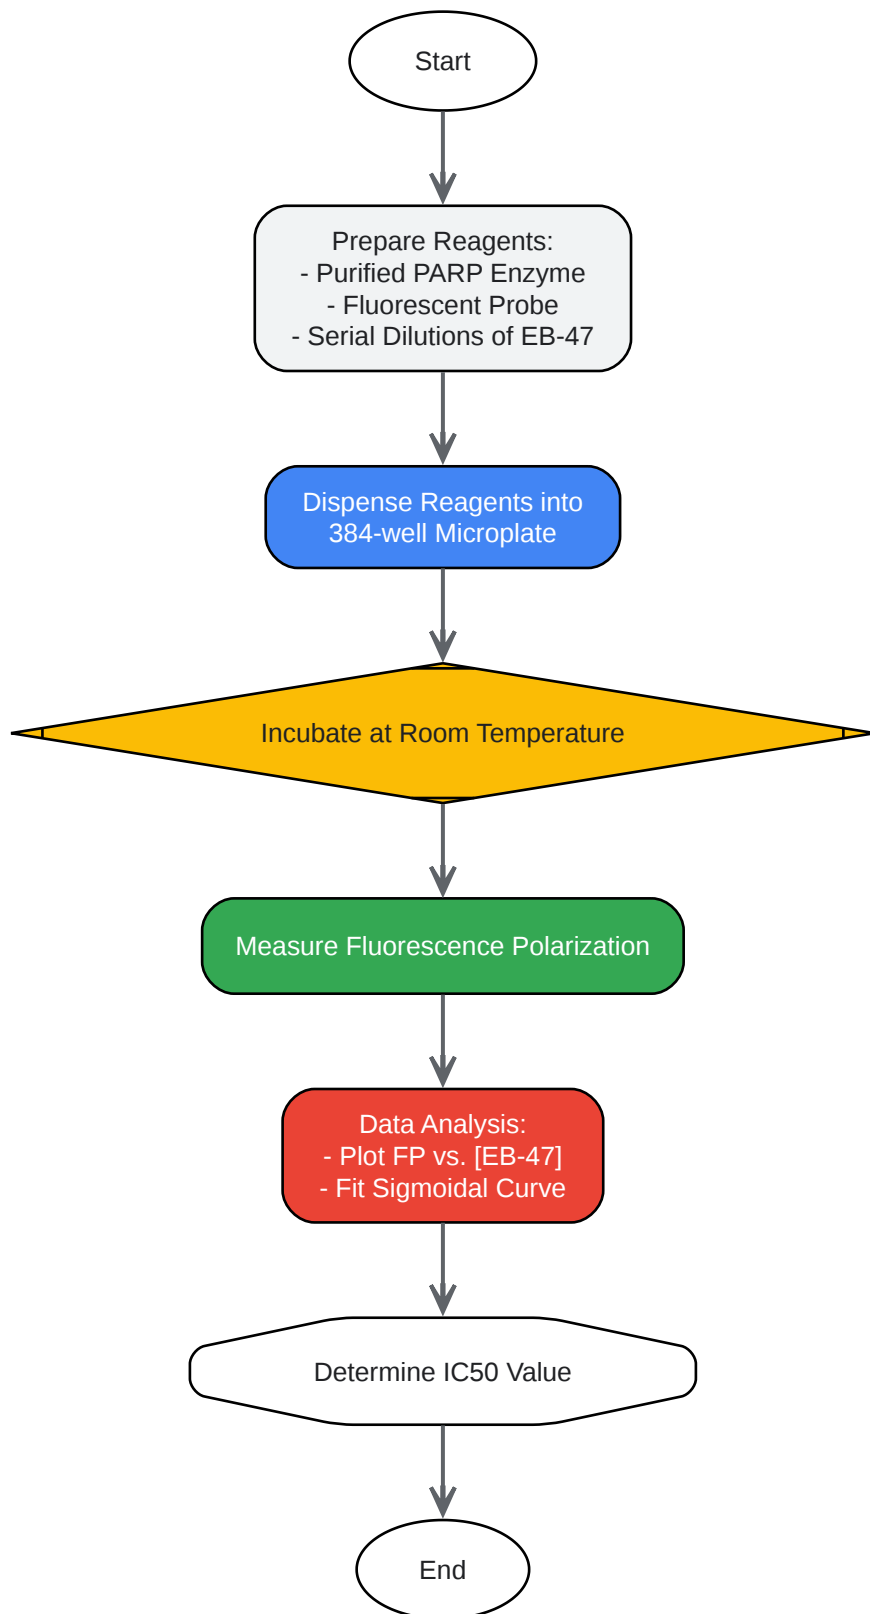 Start
Prepare Reagents:
- Purified PARP Enzyme
- Fluorescent Probe
- Serial Dilutions of EB-47
Dispense Reagents into
384-well Microplate
Incubate at Room Temperature
Measure Fluorescence Polarization
Data Analysis:
- Plot FP vs. [EB-47]
- Fit Sigmoidal Curve
Determine IC50 Value
End